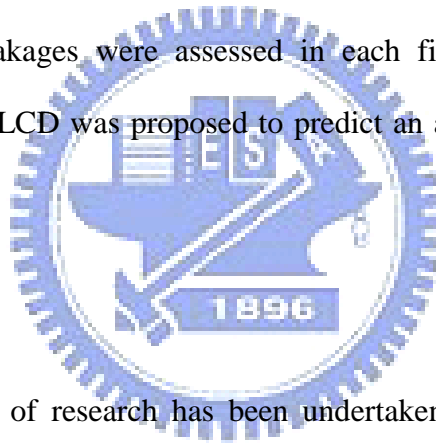 akages were assessed in each fi
LCD was proposed to predict an a
E S A
1896
of research has been undertaken